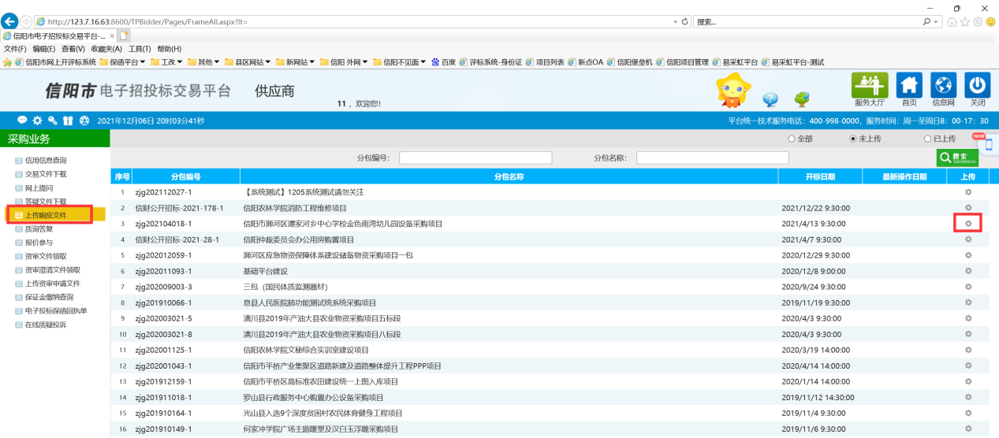 http://123.7.16.63:8600/TPBidder/Pages/FrameAll.aspx?lt=
搜索...
信阳市电子招投标交易平台-...
文件(F) 编辑(E) 查看(V) 收藏夹(A) 工具(T) 帮助(H)
信阳市网上开评标系统 保函平台 工改 其他 县区网站 新网站 信阳 外网 信阳不见面 百度 评标系统-身份证 项目列表 新点OA 信阳堡垒机 信阳项目管理 易采虹平台 易采虹平台-测试
信阳市电子招投标交易平台 供应商
11 ，欢迎您!
服务大厅 首页 信息网 关闭
2021年12月06日 20时03分41秒
平台统一技术服务电话：400-998-0000，服务时间：周一至周日8：00-17：30
采购业务
全部 未上传 已上传
NEW
分包编号： 分包名称：
搜索
SEARCH
信用信息查询
交易文件下载
网上提问
答疑文件下载
上传响应文件
质询答复
报价参与
资审文件领取
资审澄清文件领取
上传资审申请文件
保证金缴纳查询
电子投标保函回执单
在线质疑投诉
序号 分包编号 分包名称 开标日期 最新操作日期 上传
1 zjg202112027-1 【系统测试】1205系统测试请勿关注
2 信财公开招标-2021-178-1 信阳农林学院消防工程维修项目 2021/12/22 9:30:00
3 zjg202104018-1 信阳市浉河区谭家河乡中心学校金色南湾幼儿园设备采购项目 2021/4/13 9:30:00
4 信财公开招标-2021-28-1 信阳仲裁委员会办公用房购置项目 2021/4/7 9:30:00
5 zjg202012059-1 浉河区应急物资保障体系建设储备物资采购项目一包 2020/12/29 9:30:00
6 zjg202011093-1 基础平台建设 2020/12/8 9:00:00
7 zjg202009003-3 三包（国民体质监测器材） 2020/9/24 9:30:00
8 zjg201910066-1 息县人民医院肺功能测试统系统采购项目 2019/11/19 9:30:00
9 zjg202003021-5 潢川县2019年产油大县农业物资采购项目五标段 2020/4/3 9:30:00
10 zjg202003021-8 潢川县2019年产油大县农业物资采购项目八标段 2020/4/3 9:30:00
11 zjg202001125-1 信阳农林学院文秘综合实训室建设项目 2020/3/19 14:00:00
12 zjg202001043-1 信阳市平桥产业集聚区道路新建及道路整体提升工程PPP项目 2020/4/14 14:00:00
13 zjg201912159-1 信阳市平桥区高标准农田建设统一上图入库项目 2020/1/14 14:00:00
14 zjg201911018-1 罗山县行政服务中心购置办公设备采购项目 2019/11/12 14:30:00
15 zjg201910164-1 光山县入选9个深度贫困村农民体育健身工程项目 2019/11/4 9:30:00
16 zjg201910149-1 何家冲学院广场主题雕塑及汉白玉浮雕采购项目 2019/11/6 9:30:00